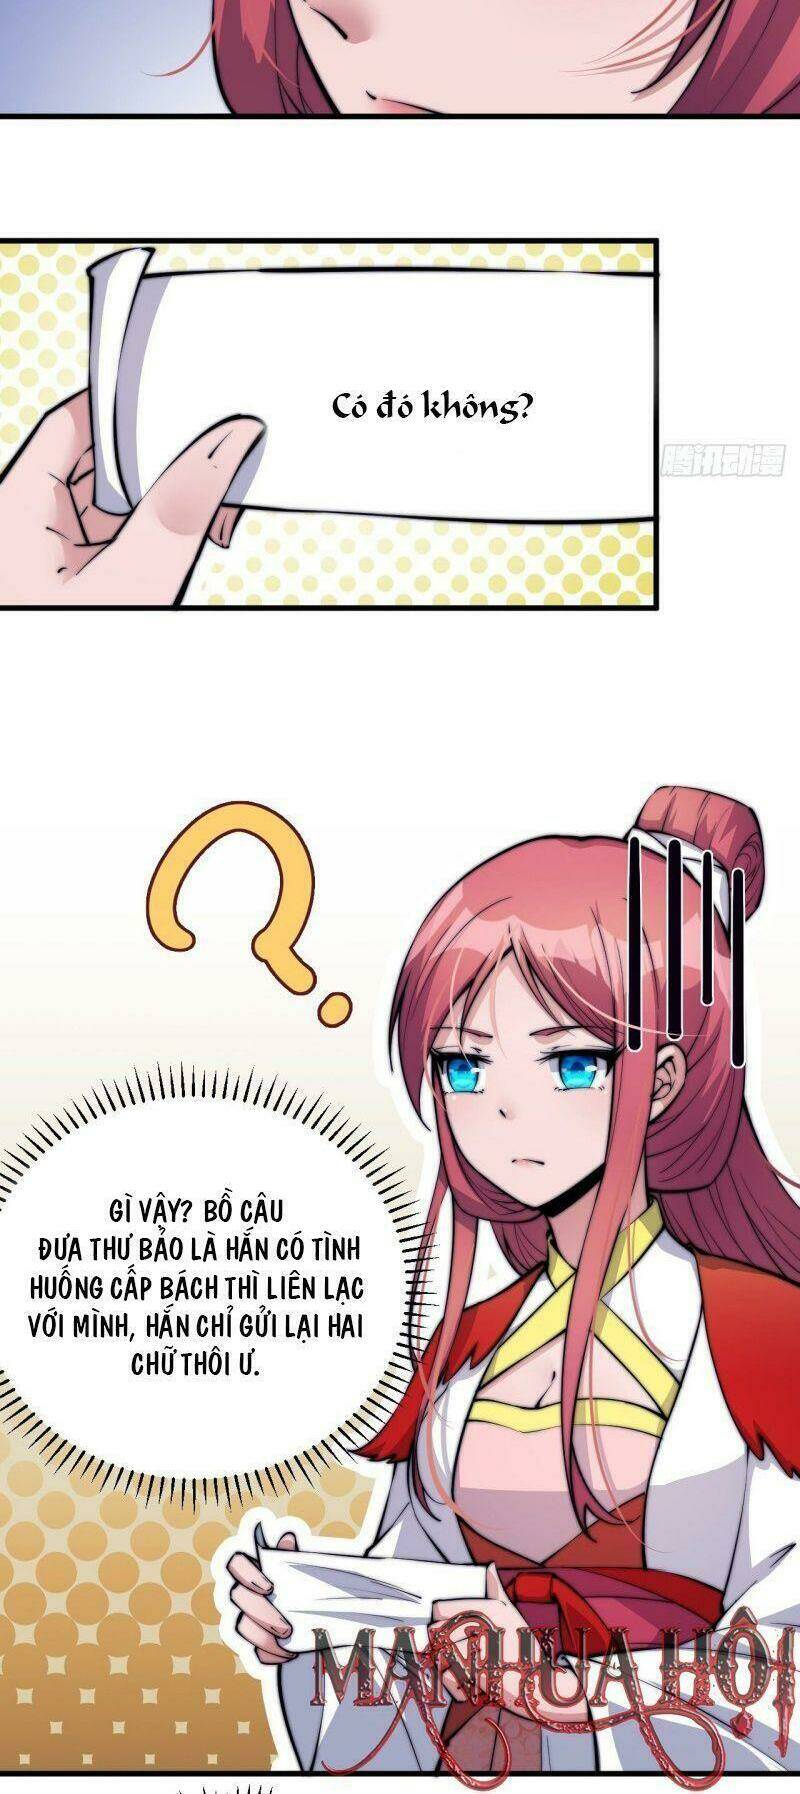 Có đó không?
腾讯动漫
GÌ VẬY? BỒ CÂU
ĐƯA THƯ BẢO LÀ HẮN CÓ TÌNH
HUỐNG CẤP BÁCH THÌ LIÊN LẠC
VỚI MÌNH, HẮN CHỈ GỬI LẠI HAI
CHỮ THÔI Ư.
MANHUA HỘI